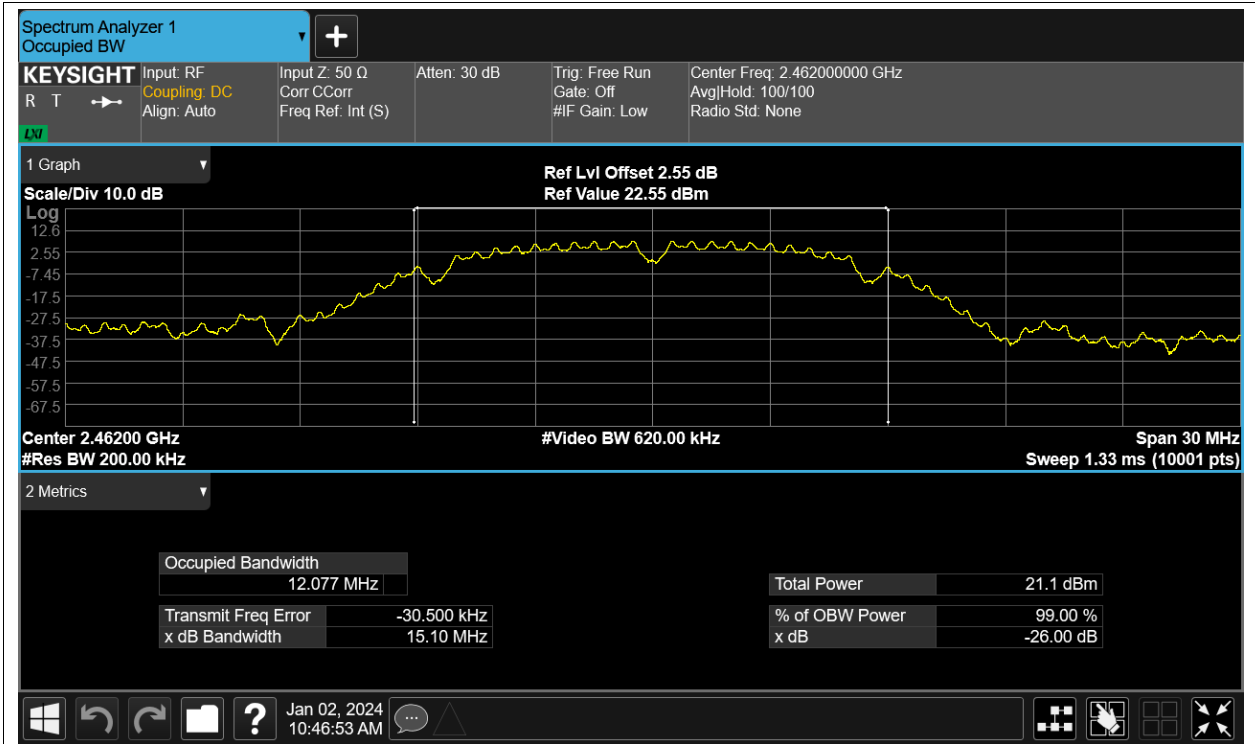 Spectrum Analyzer 1
Occupied BW
KEYSIGHT
R T
LXI
Input: RF
Coupling: DC
Align: Auto
Input Z: 50 Ω
Corr CCorr
Freq Ref: Int (S)
Atten: 30 dB
Trig: Free Run
Gate: Off
#IF Gain: Low
Center Freq: 2.462000000 GHz
Avg|Hold: 100/100
Radio Std: None
1 Graph
Scale/Div 10.0 dB
Ref Lvl Offset 2.55 dB
Ref Value 22.55 dBm
Log
12.6
2.55
-7.45
-17.5
-27.5
-37.5
-47.5
-57.5
-67.5
Center 2.46200 GHz
#Res BW 200.00 kHz
#Video BW 620.00 kHz
Span 30 MHz
Sweep 1.33 ms (10001 pts)
2 Metrics
Occupied Bandwidth
12.077 MHz
Transmit Freq Error -30.500 kHz
x dB Bandwidth 15.10 MHz
Total Power 21.1 dBm
% of OBW Power 99.00 %
x dB -26.00 dB
?
Jan 02, 2024
10:46:53 AM